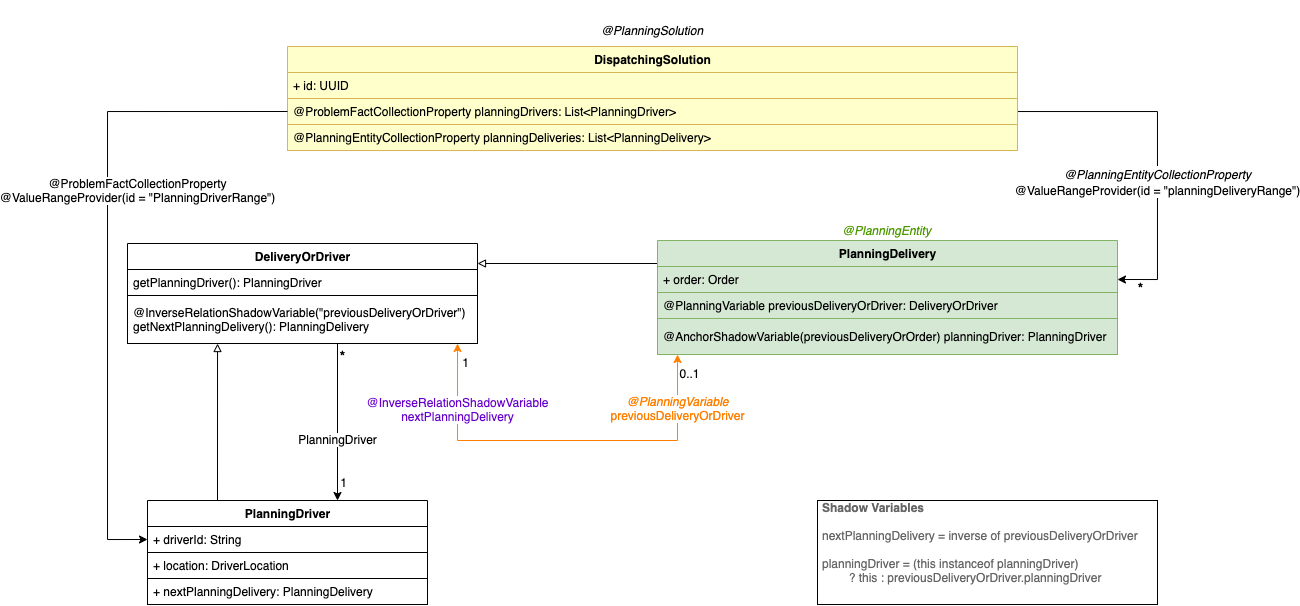 @PlanningSolution
DispatchingSolution
+ id: UUID
@ProblemFactCollectionProperty planningDrivers: List<PlanningDriver>
@PlanningEntityCollectionProperty planningDeliveries: List<PlanningDelivery>
@ProblemFactCollectionProperty
@ValueRangeProvider(id = "PlanningDriverRange")
@PlanningEntityCollectionProperty
@ValueRangeProvider(id = "planningDeliveryRange")
*
DeliveryOrDriver
getPlanningDriver(): PlanningDriver
@InverseRelationShadowVariable("previousDeliveryOrDriver")
getNextPlanningDelivery(): PlanningDelivery
@PlanningEntity
PlanningDelivery
+ order: Order
@PlanningVariable previousDeliveryOrDriver: DeliveryOrDriver
@AnchorShadowVariable(previousDeliveryOrOrder) planningDriver: PlanningDriver
*
1
0..1
@InverseRelationShadowVariable
nextPlanningDelivery
@PlanningVariable
previousDeliveryOrDriver
PlanningDriver
1
PlanningDriver
+ driverId: String
+ location: DriverLocation
+ nextPlanningDelivery: PlanningDelivery
Shadow Variables
nextPlanningDelivery = inverse of previousDeliveryOrDriver
planningDriver = (this instanceof planningDriver)
? this : previousDeliveryOrDriver.planningDriver